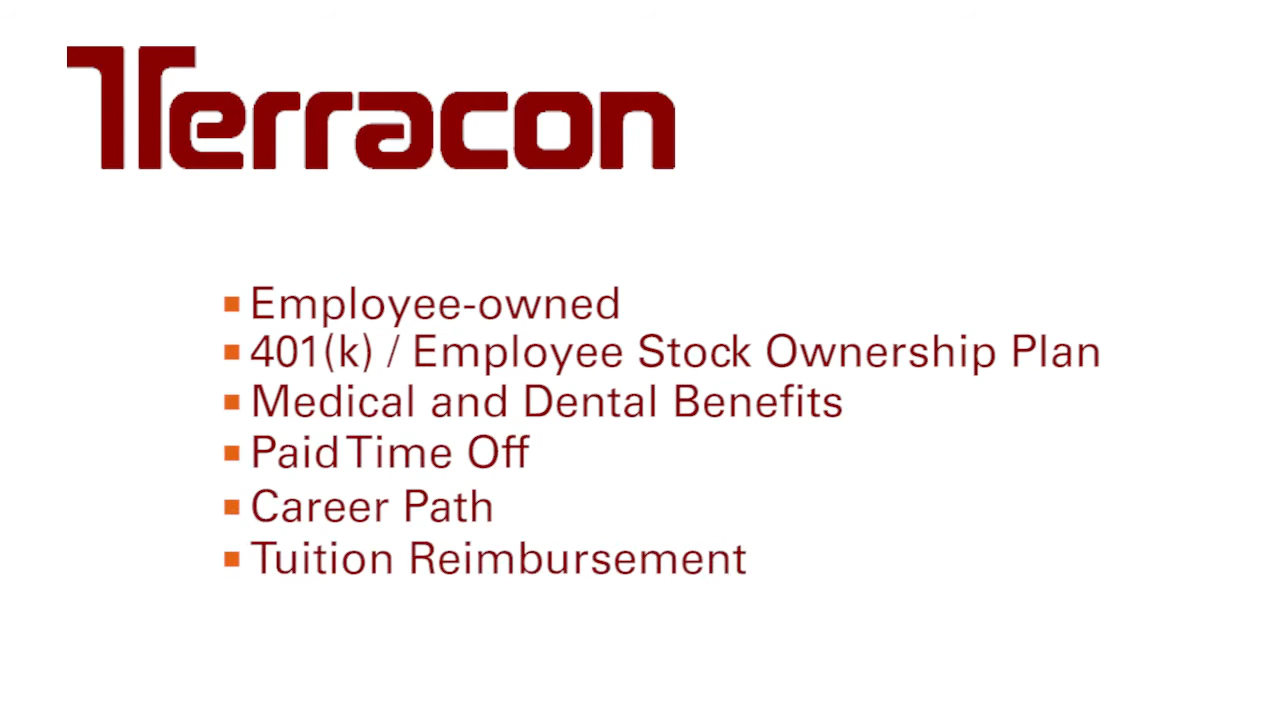 Terracon
Employee-owned
401(k) / Employee Stock Ownership Plan
Medical and Dental Benefits
Paid Time Off
Career Path
Tuition Reimbursement